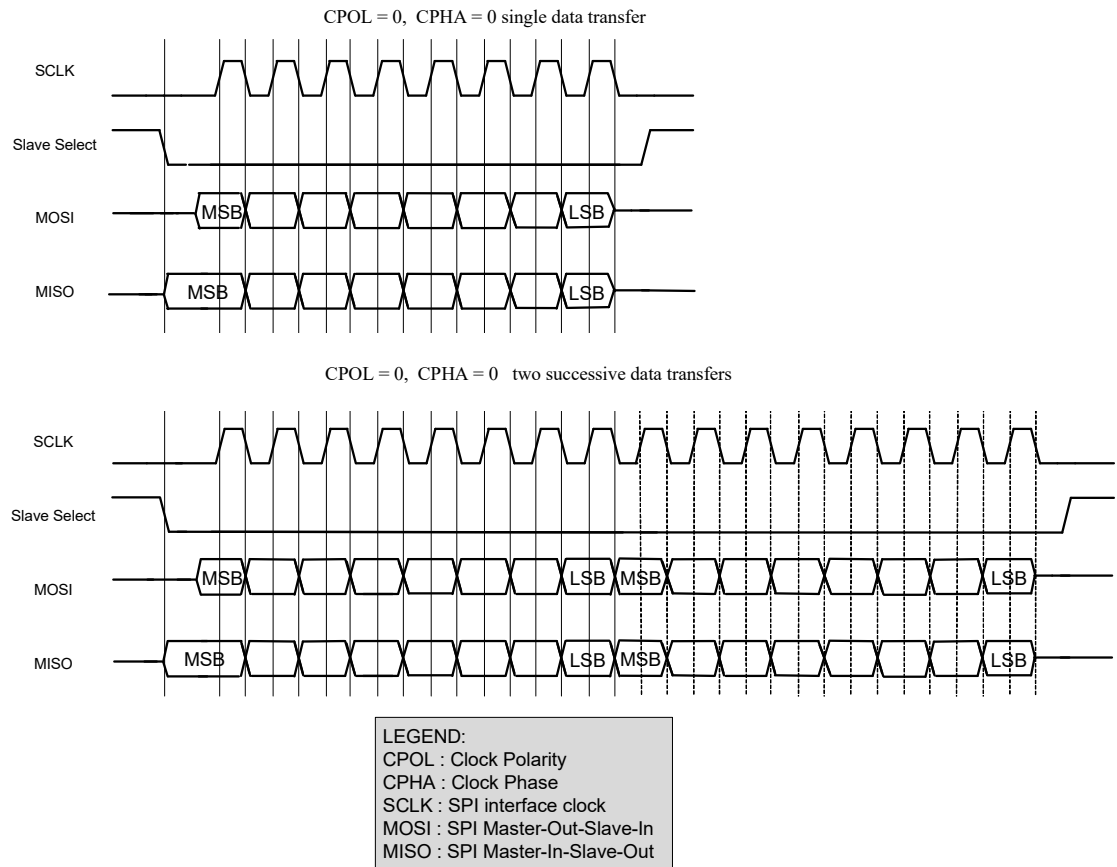 CPOL = 0, CPHA = 0 single data transfer
SCLK
Slave Select
MOSI
MSB
LSB
MISO
MSB
LSB
CPOL = 0, CPHA = 0 two successive data transfers
SCLK
Slave Select
MOSI
MSB
LSB
MSB
LSB
MISO
MSB
LSB
MSB
LSB
LEGEND:
CPOL : Clock Polarity
CPHA : Clock Phase
SCLK : SPI interface clock
MOSI : SPI Master-Out-Slave-In
MISO : SPI Master-In-Slave-Out